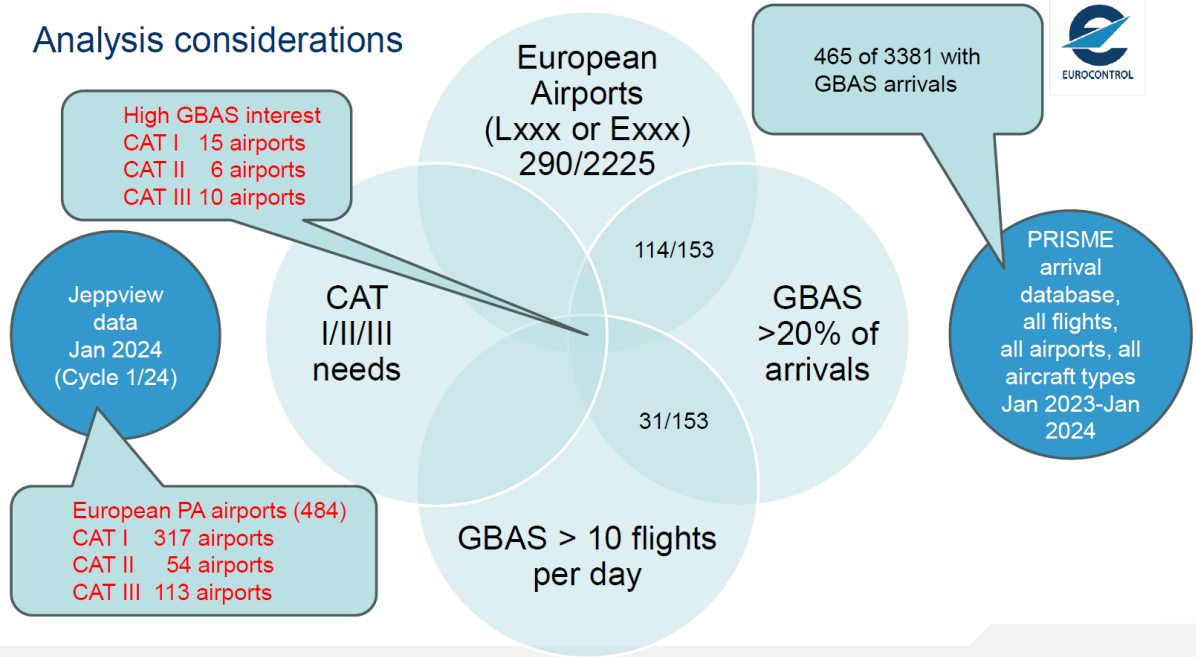 Analysis considerations
EUROCONTROL
High GBAS interest
CAT I 15 airports
CAT II 6 airports
CAT III 10 airports
European
Airports
(Lxxx or Exxx)
290/2225
465 of 3381 with
GBAS arrivals
Jeppview
data
Jan 2024
(Cycle 1/24)
CAT
I/II/III
needs
114/153
GBAS
>20% of
arrivals
PRISME
arrival
database,
all flights,
all airports, all
aircraft types
Jan 2023-Jan
2024
31/153
European PA airports (484)
CAT I 317 airports
CAT II 54 airports
CAT III 113 airports
GBAS > 10 flights
per day